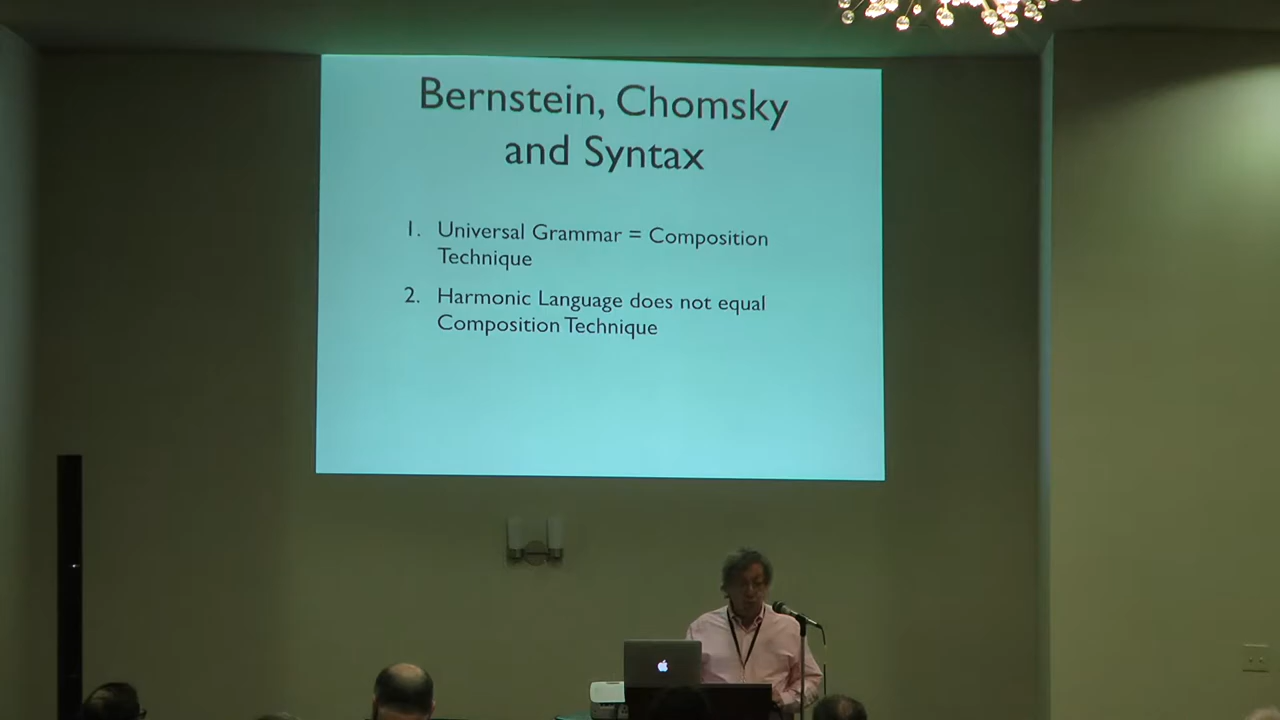 Bernstein, Chomsky
and Syntax
1. Universal Grammar = Composition
Technique
2. Harmonic Language does not equal
Composition Technique